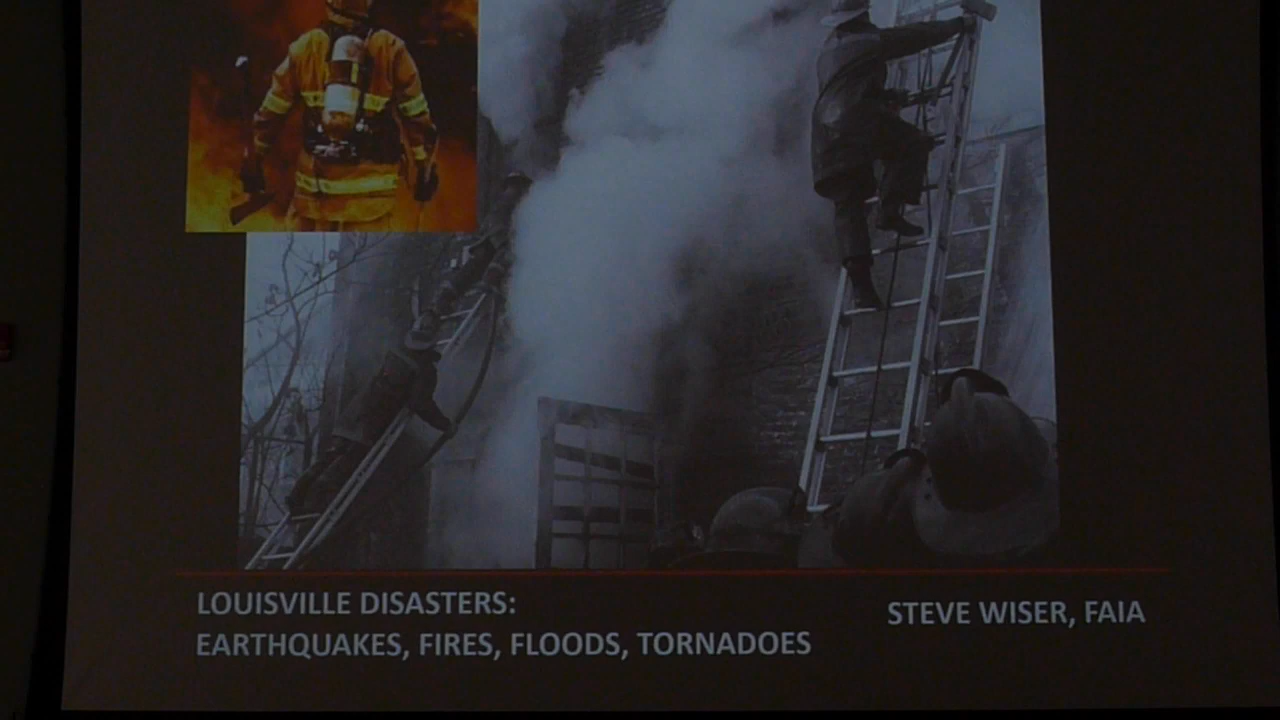 LOUISVILLE DISASTERS:
EARTHQUAKES, FIRES, FLOODS, TORNADOES
STEVE WISER, FAIA